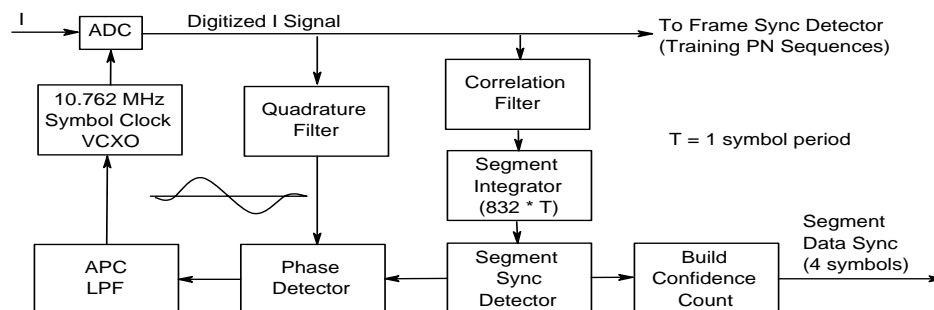 I
ADC
Digitized I Signal
To Frame Sync Detector
(Training PN Sequences)
10.762 MHz
Symbol Clock
VCXO
Quadrature
Filter
Correlation
Filter
T = 1 symbol period
Segment
Integrator
(832 * T)
APC
LPF
Phase
Detector
Segment
Sync
Detector
Build
Confidence
Count
Segment
Data Sync
(4 symbols)